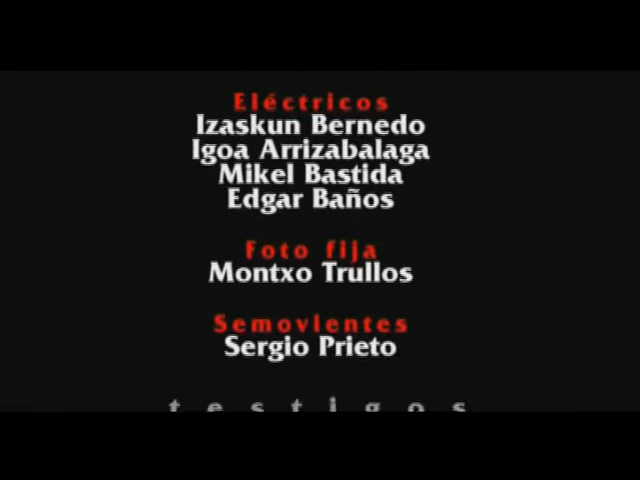 Eléctricos
Izaskun Bernedo
Igoa Arrizabalaga
Mikel Bastida
Edgar Baños
Foto fija
Montxo Trullos
Semovientes
Sergio Prieto
testigos